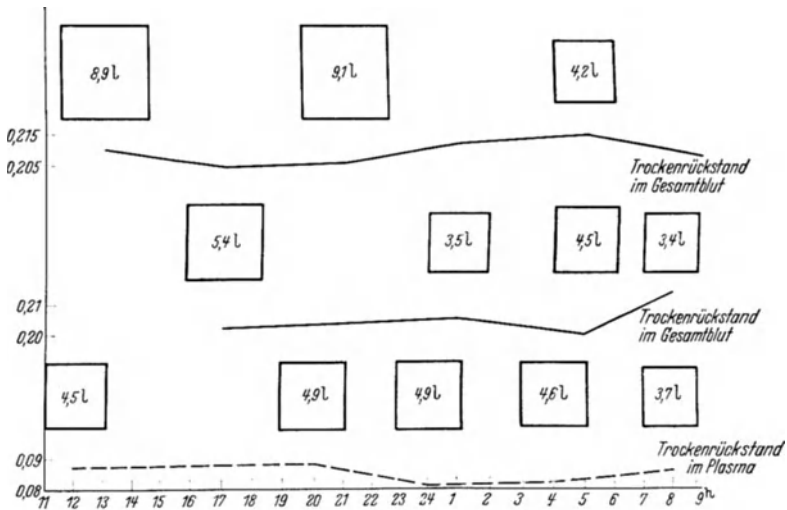 8,9 l
9,1 l
4,2 l
0,215
0,205
Trockenrückstand
im Gesamtblut
5,4 l
3,5 l
4,5 l
3,4 l
0,21
0,20
Trockenrückstand
im Gesamtblut
4,5 l
4,9 l
4,9 l
4,6 l
3,7 l
0,09
0,08
Trockenrückstand
im Plasma
11 12 13 14 15 16 17 18 19 20 21 22 23 24 1 2 3 4 5 6 7 8 9h